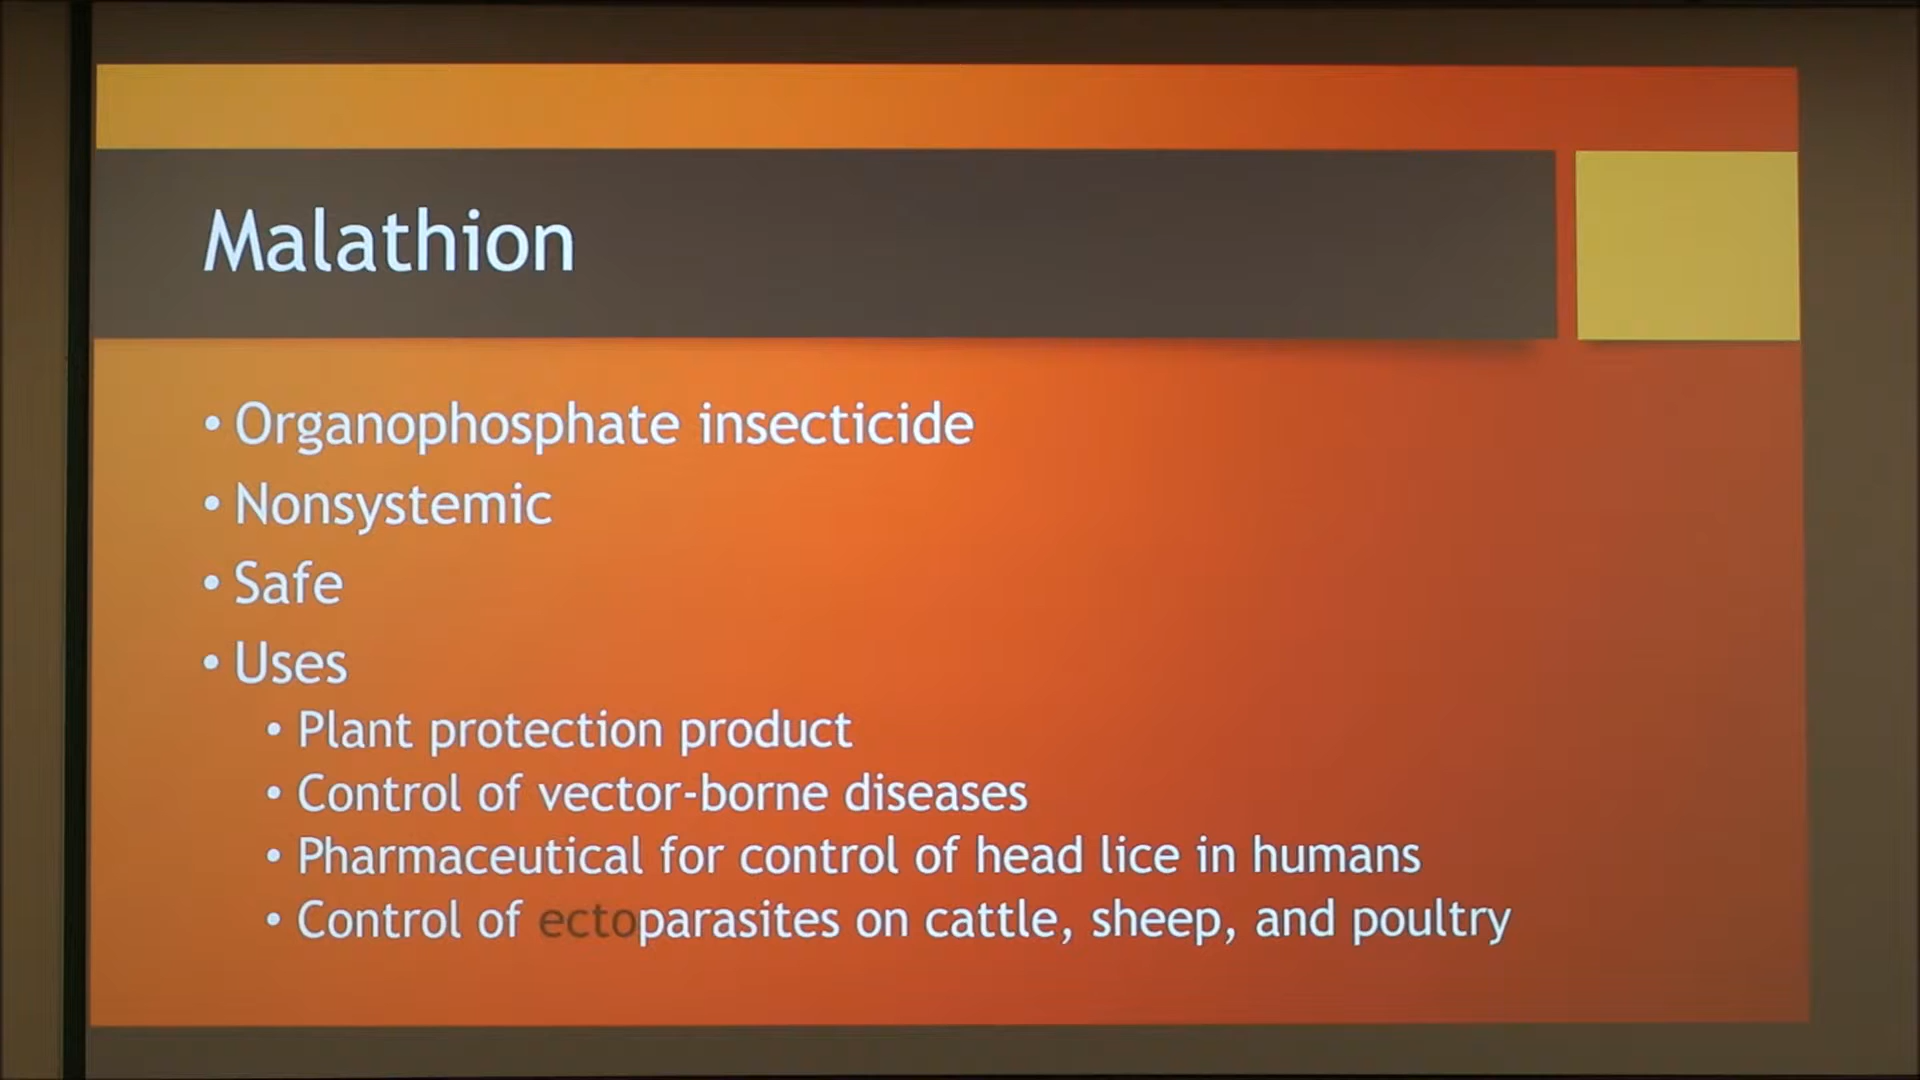 Malathion
• Organophosphate insecticide
• Nonsystemic
• Safe
• Uses
• Plant protection product
• Control of vector-borne diseases
• Pharmaceutical for control of head lice in humans
• Control of ectoparasites on cattle, sheep, and poultry